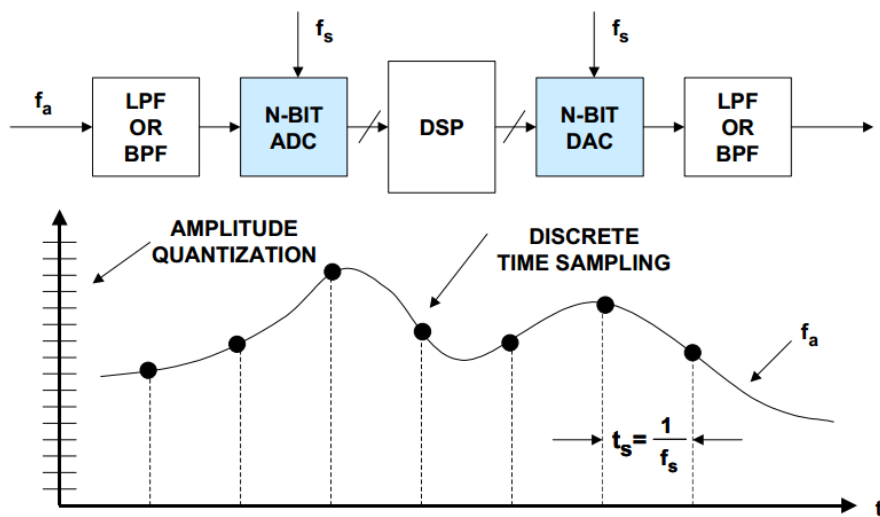 fs
fs
fa
LPF
OR
BPF
N-BIT
ADC
DSP
N-BIT
DAC
LPF
OR
BPF
AMPLITUDE
QUANTIZATION
DISCRETE
TIME SAMPLING
fa
ts= 1
fs
t